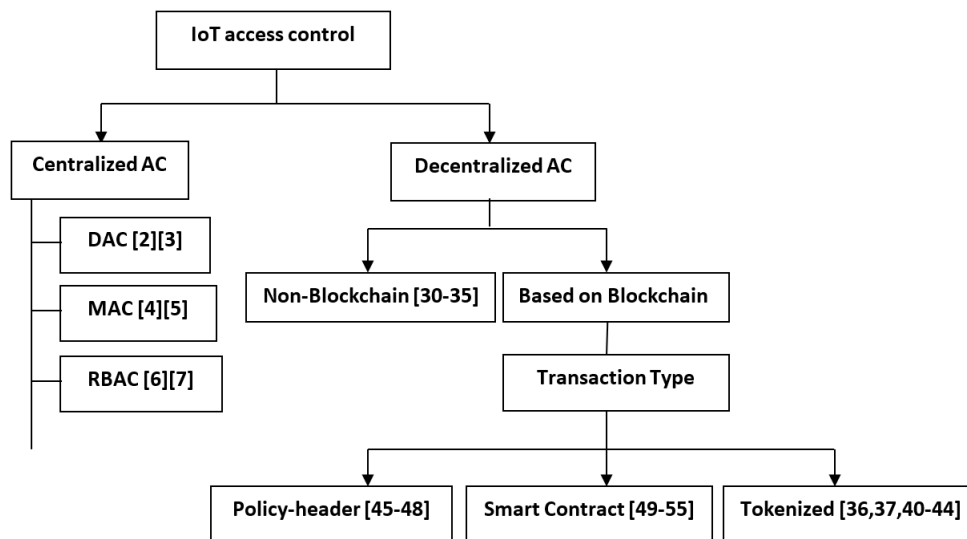 IoT access control
Centralized AC
Decentralized AC
DAC [2][3]
MAC [4][5]
RBAC [6][7]
Non-Blockchain [30-35]
Based on Blockchain
Transaction Type
Policy-header [45-48]
Smart Contract [49-55]
Tokenized [36,37,40-44]